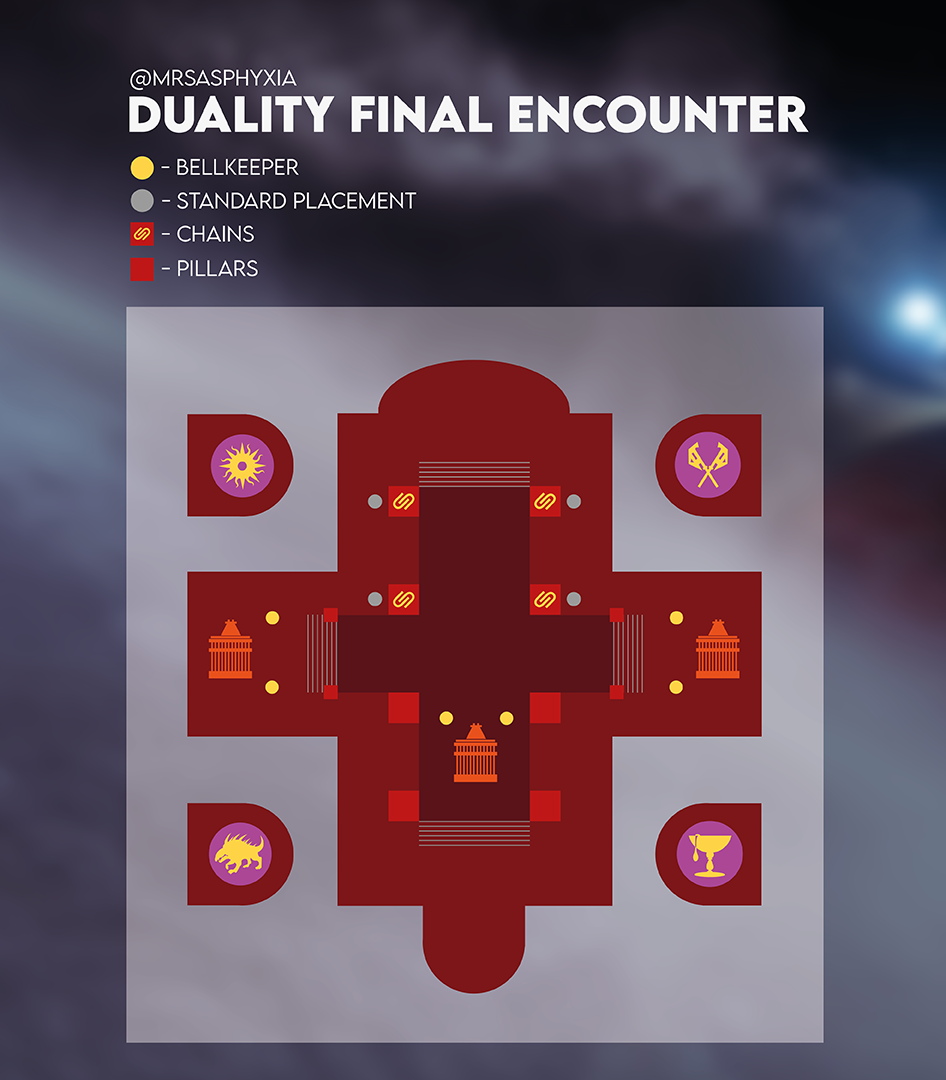 @MRSASPHYXIA
DUALITY FINAL ENCOUNTER
- BELLKEEPER
- STANDARD PLACEMENT
- CHAINS
- PILLARS